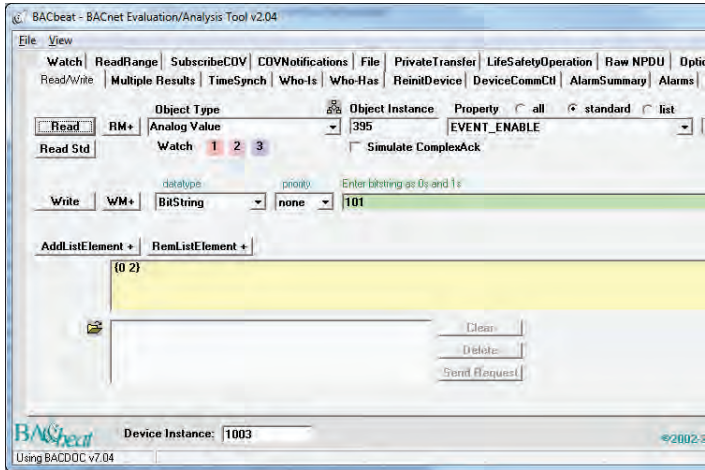 BACbeat - BACnet Evaluation/Analysis Tool v2.04
File View
Watch ReadRange SubscribeCOV COVNotifications File PrivateTransfer LifeSafetyOperation Raw NPDU Optio
Read/Write Multiple Results TimeSynch Who-Is Who-Has ReinitDevice DeviceCommCtl AlarmSummary Alarms
Object Type Object Instance Property all standard list
Read RM+ Analog Value 395 EVENT_ENABLE
Read Std Watch 1 2 3 Simulate ComplexAck
datatype priority Enter bitstring as 0s and 1s
Write WM+ BitString none 101
AddListElement + RemListElement +
{0 2}
Clear
Delete
Send Request
BACbeat Device Instance: 1003 ©2002-2
Using BACDOC v7.04